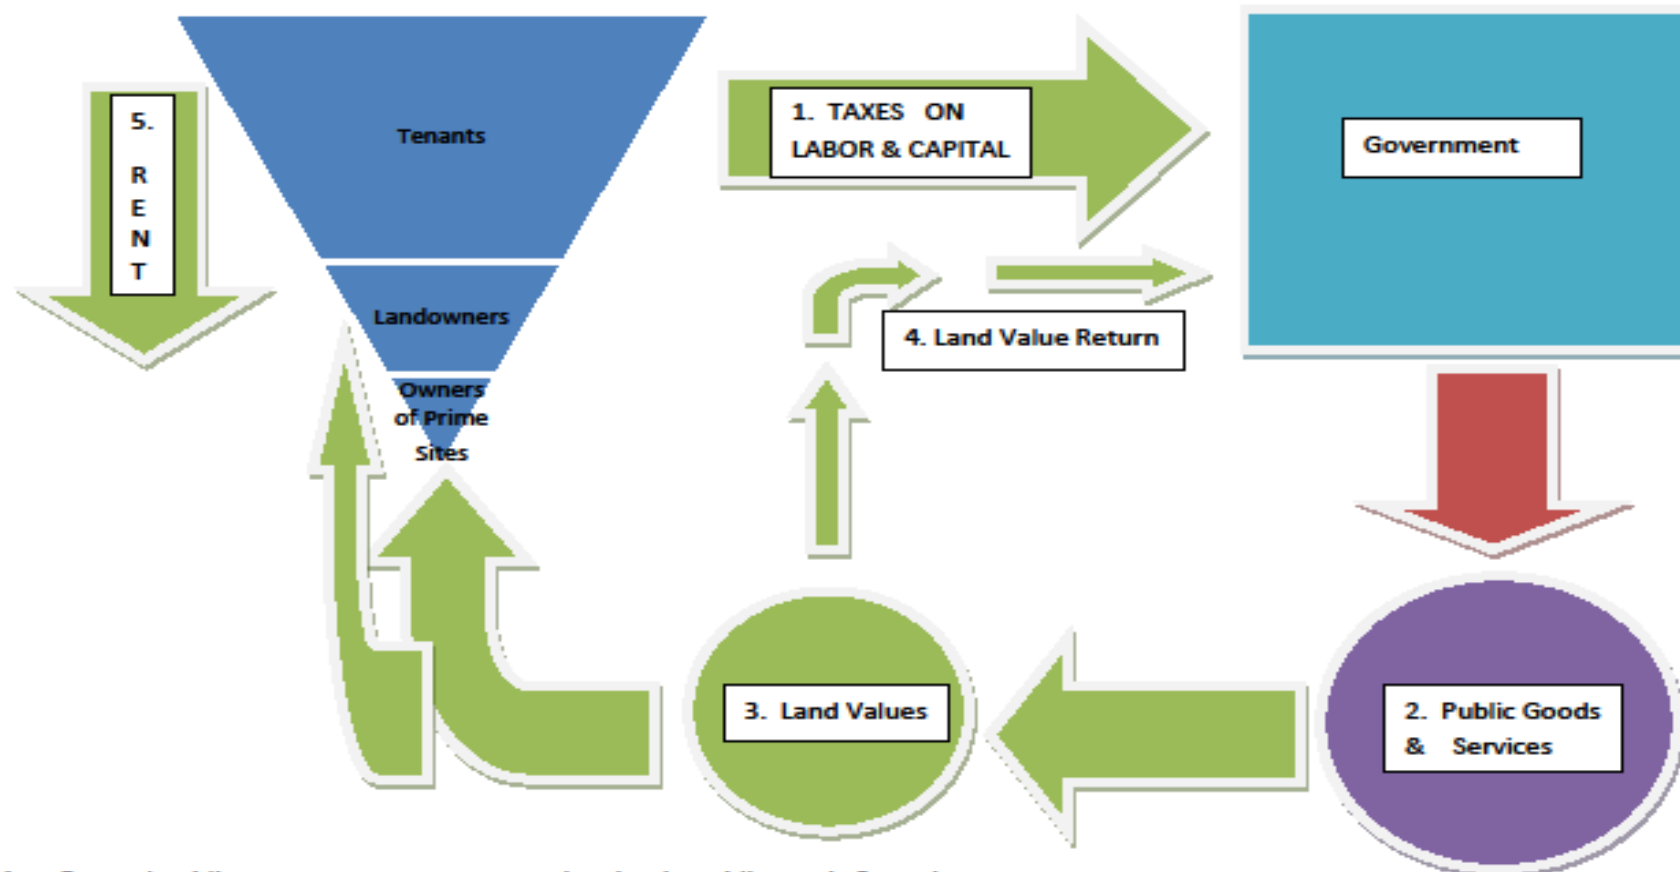 5.
R
E
N
T
Tenants
Landowners
Owners
of Prime
Sites
1. TAXES ON
LABOR & CAPITAL
Government
4. Land Value Return
3. Land Values
2. Public Goods
& Services